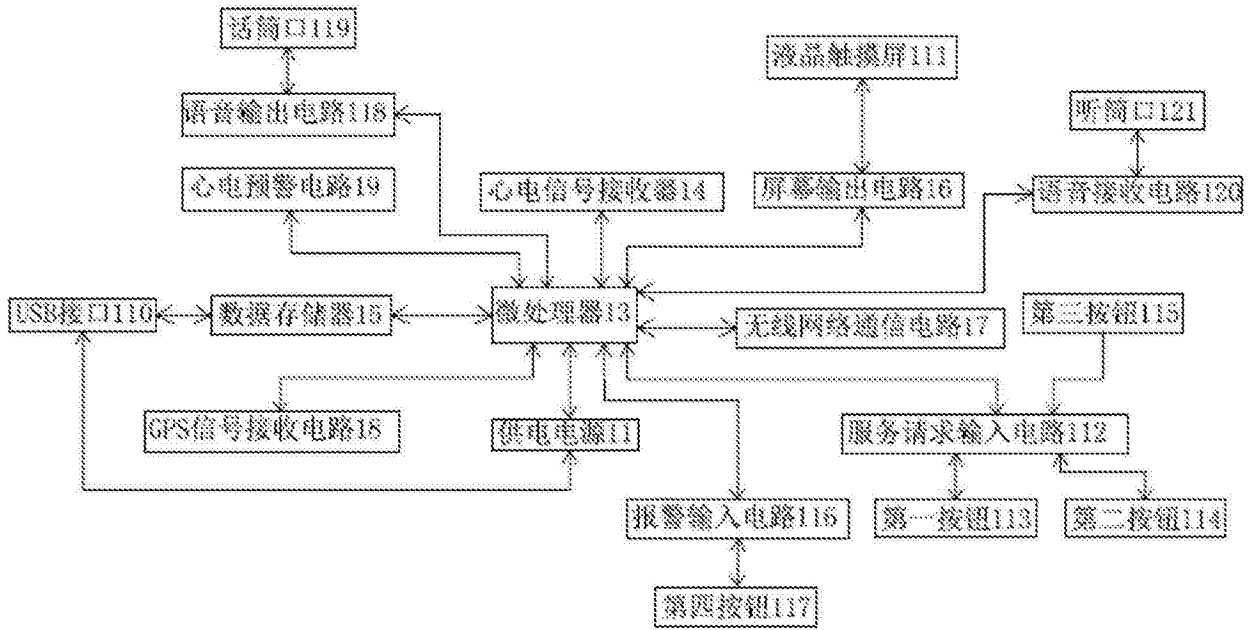 话筒口119
液晶触摸屏111
语音输出电路118
听筒口121
心电预警电路19
心电信号接收器14
屏幕输出电路16
语音接收电路120
USB接口110
数据存储器15
微处理器13
无线网络通信电路17
第三按钮115
GPS信号接收电路18
供电电源11
服务请求输入电路112
报警输入电路116
第一按钮113
第二按钮114
第四按钮117